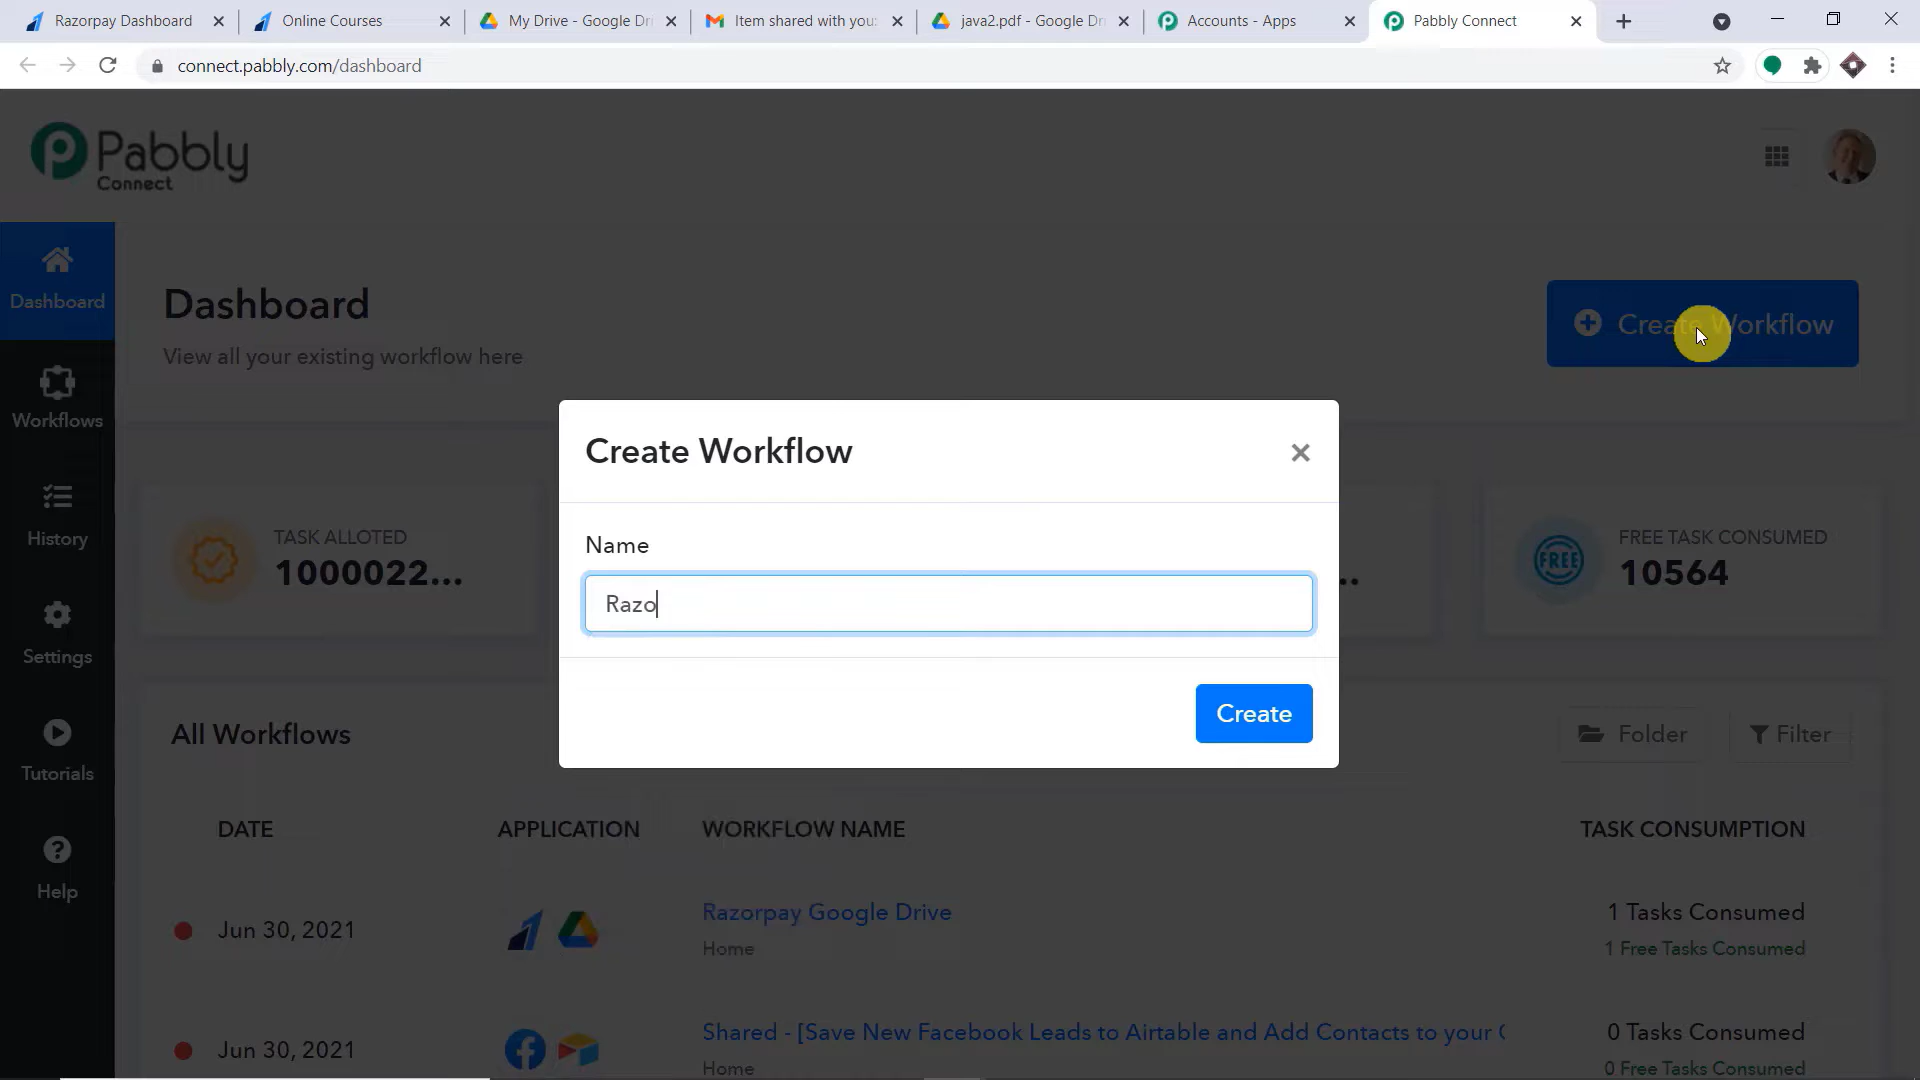 Razorpay Dashboard
Online Courses
My Drive - Google Dri
Item shared with you:
java2.pdf - Google Dri
Accounts - Apps
Pabbly Connect
connect.pabbly.com/dashboard
Pabbly
Connect
Dashboard
Workflows
History
Settings
Tutorials
Help
Dashboard
View all your existing workflow here
Create Workflow
Create Workflow
Name
Razo
Create
TASK ALLOTED
1000022...
..
FREE
FREE TASK CONSUMED
10564
All Workflows
Folder
Filter
DATE
APPLICATION
WORKFLOW NAME
TASK CONSUMPTION
Jun 30, 2021
Razorpay Google Drive
Home
1 Tasks Consumed
1 Free Tasks Consumed
Jun 30, 2021
Shared - [Save New Facebook Leads to Airtable and Add Contacts to your
Home
0 Tasks Consumed
0 Free Tasks Consumed